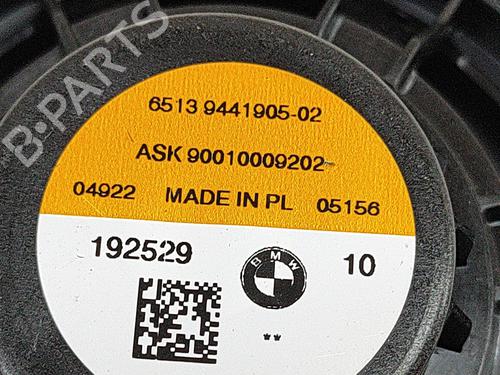 B-PARTS
6513 9441905-02
ASK 90010009202
04922 MADE IN PL 05156
192529 BMW 10